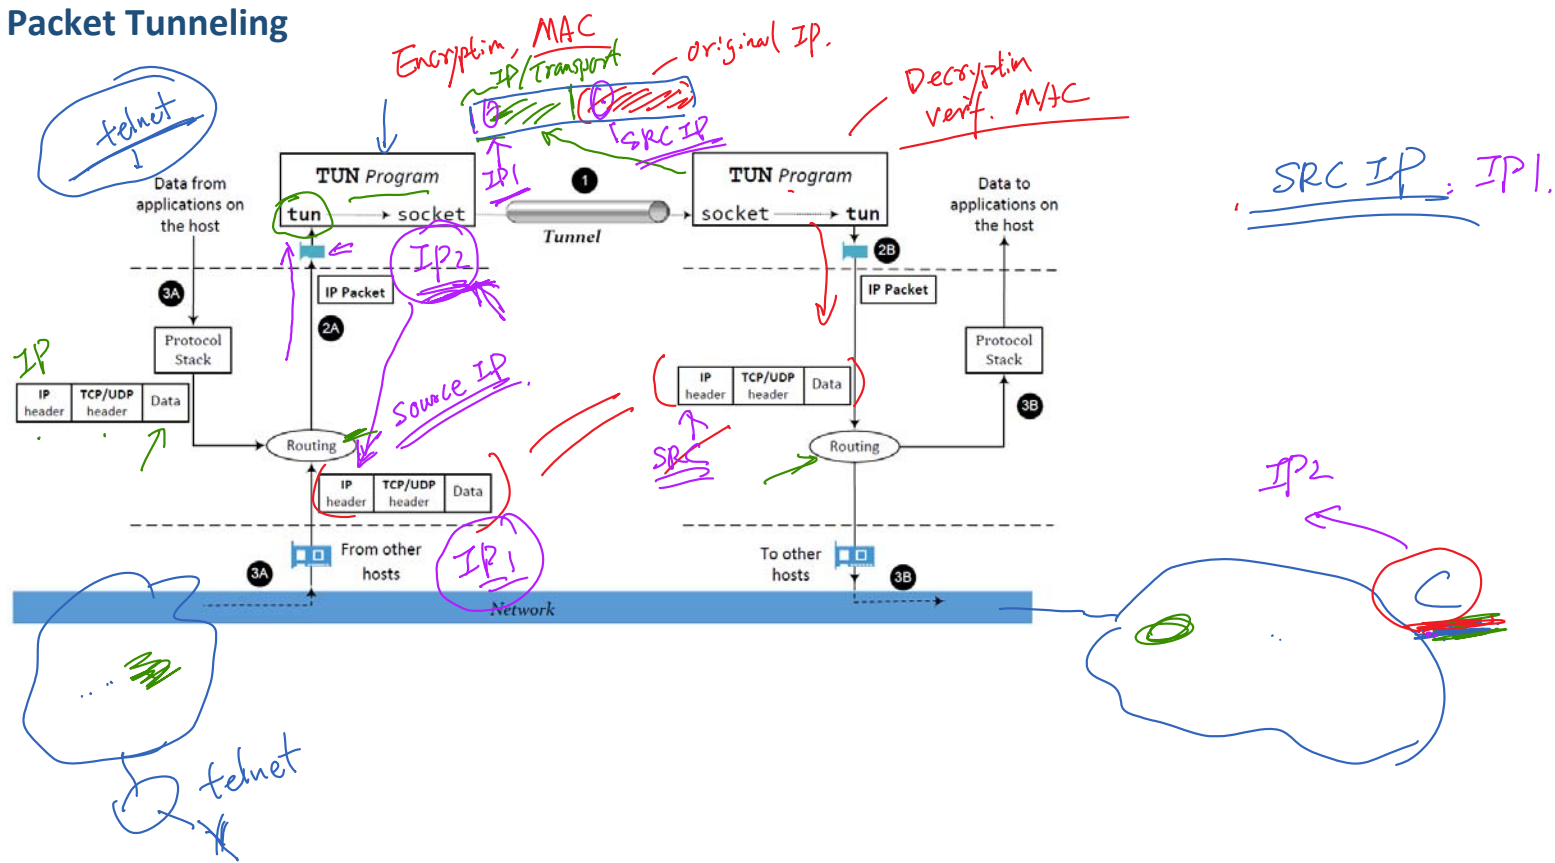 Packet Tunneling
Encryption, MAC
IP/Transport
original IP.
Decryption
verf. MAC
telnet
SRC IP
IP1
SRC IP : IP1.
TUN Program
tun socket
1
Tunnel
TUN Program
socket tun
Data from
applications on
the host
Data to
applications on
the host
IP2
2B
3A
IP Packet
IP Packet
2A
Protocol
Stack
Protocol
Stack
IP
IP header
TCP/UDP header
Data
Source IP.
IP header
TCP/UDP header
Data
3B
Routing
Routing
SRC
IP header
TCP/UDP header
Data
IP2
From other
hosts
IP1
To other
hosts
3A
3B
C
Network
telnet